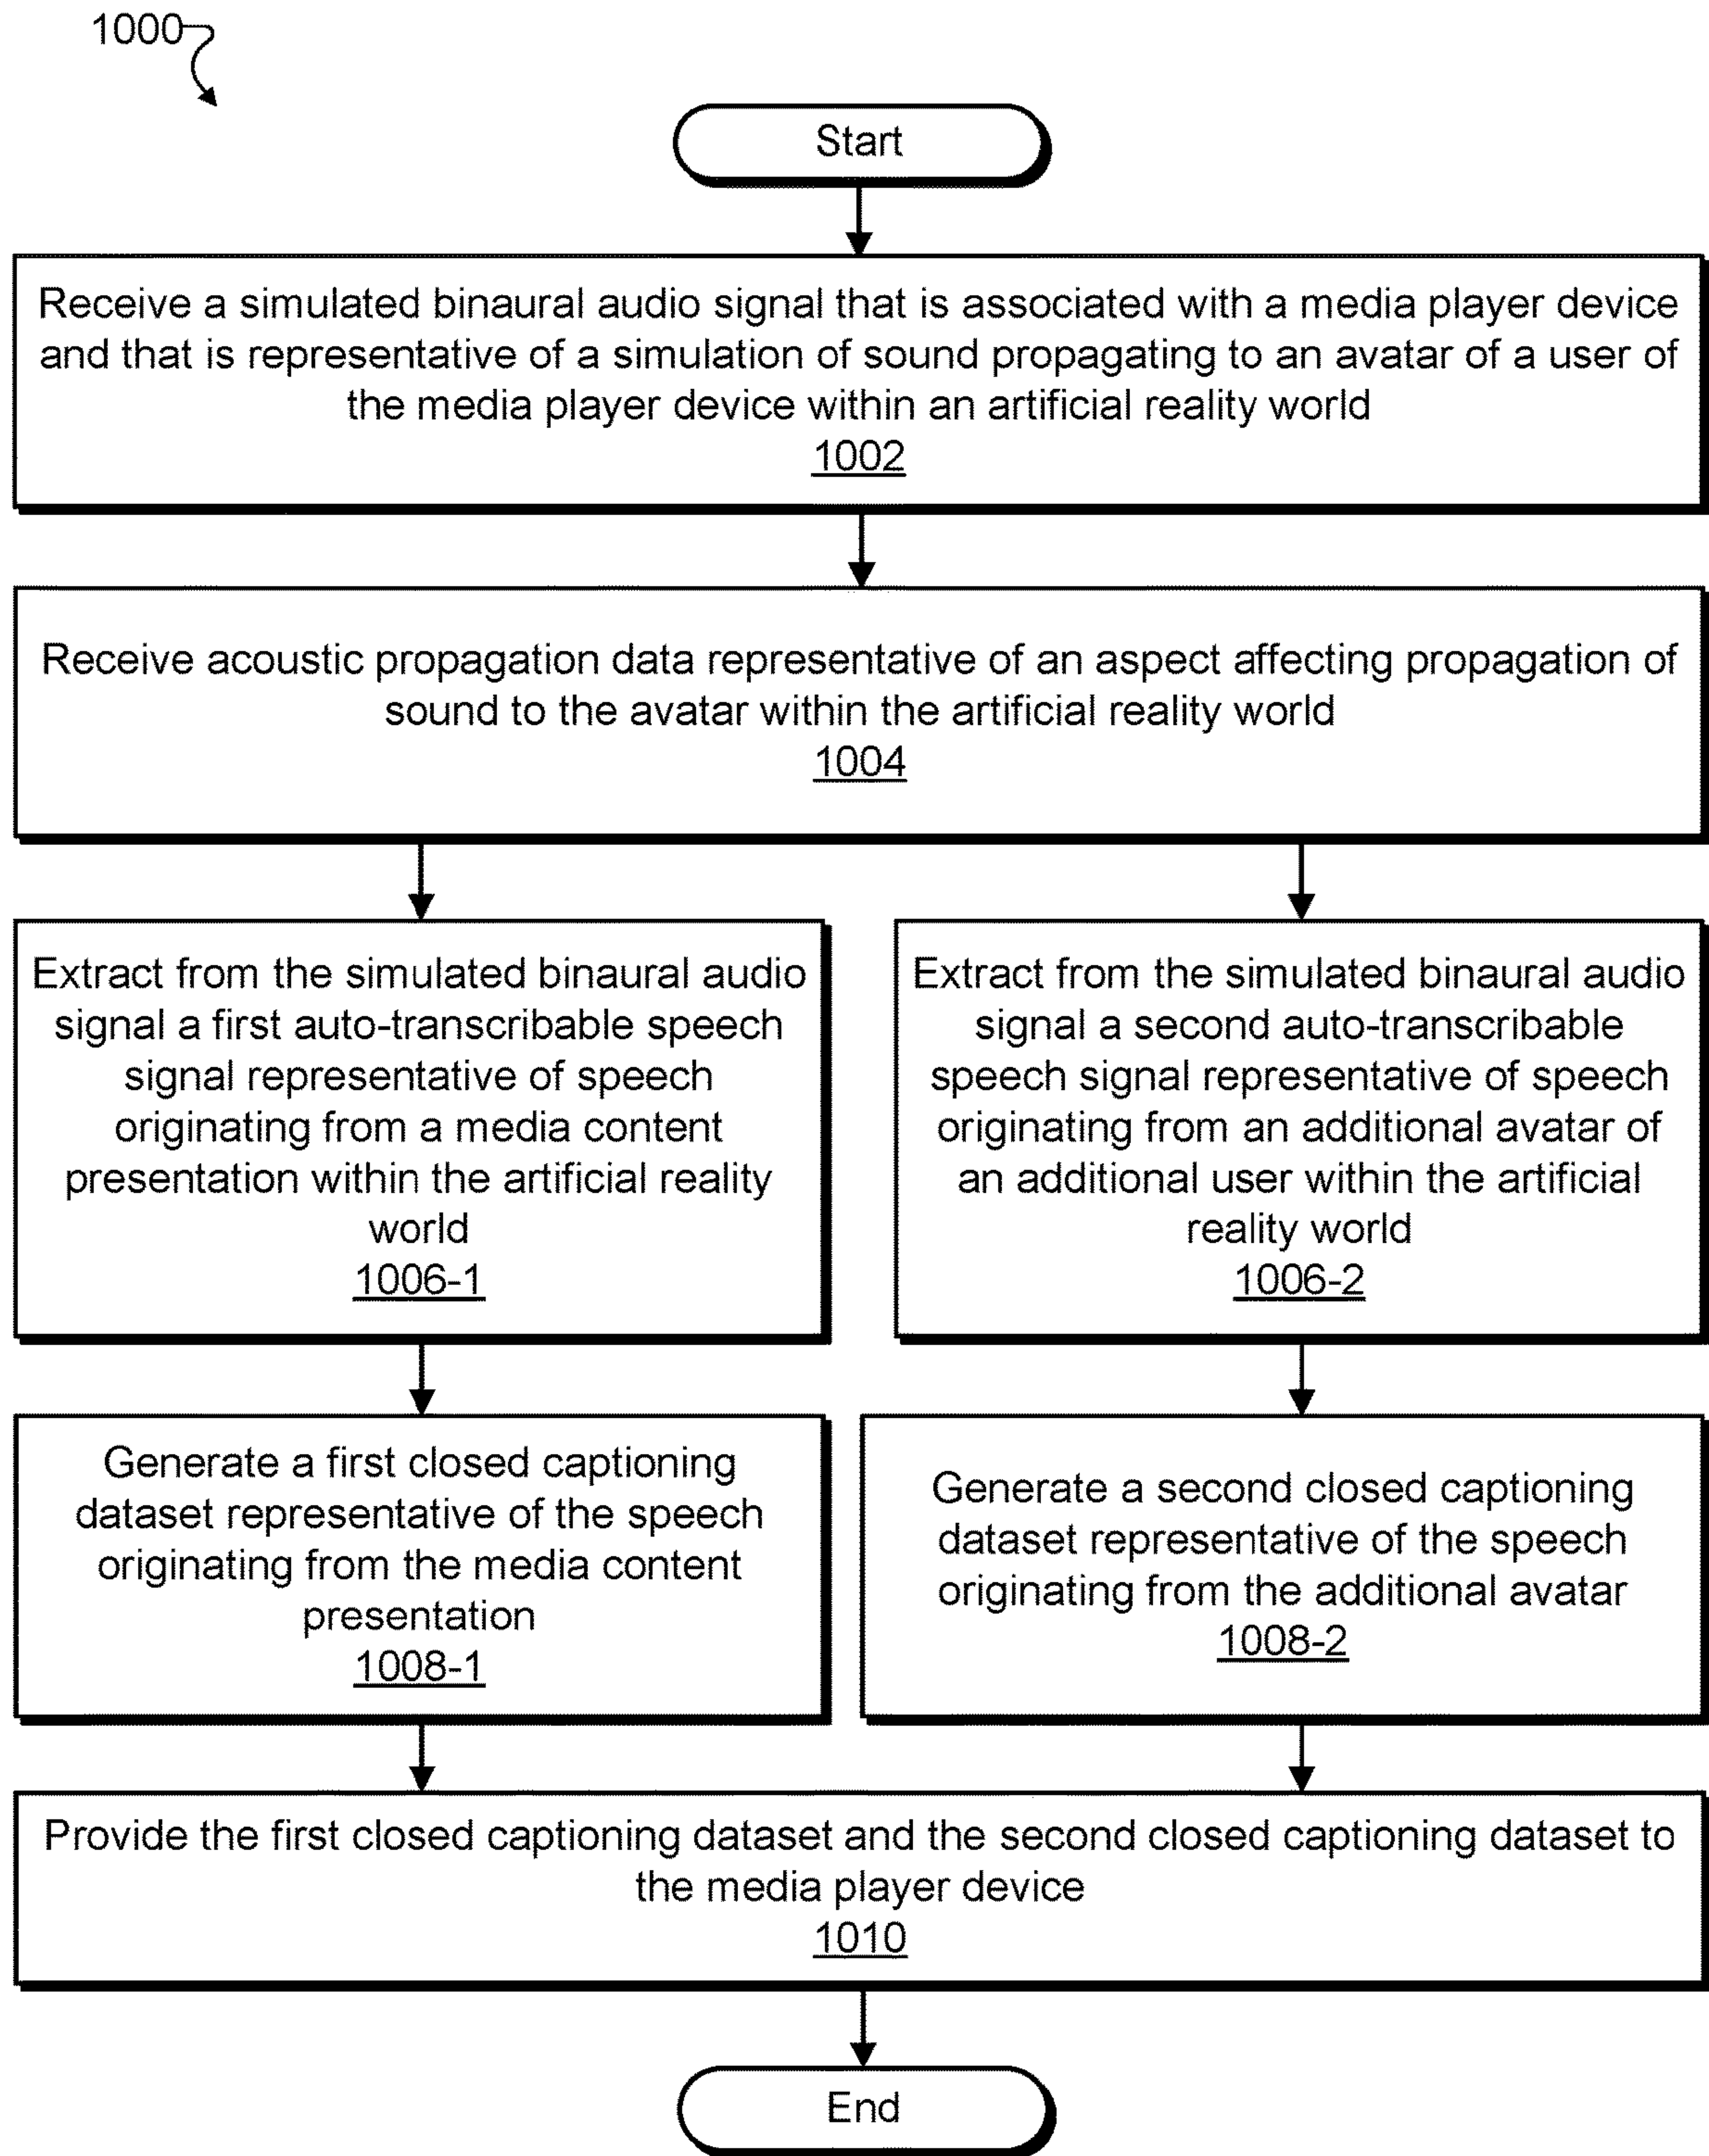 1000
Start
Receive a simulated binaural audio signal that is associated with a media player device
and that is representative of a simulation of sound propagating to an avatar of a user of
the media player device within an artificial reality world
1002
Receive acoustic propagation data representative of an aspect affecting propagation of
sound to the avatar within the artificial reality world
1004
Extract from the simulated binaural audio
signal a first auto-transcribable speech
signal representative of speech
originating from a media content
presentation within the artificial reality
world
1006-1
Extract from the simulated binaural audio
signal a second auto-transcribable
speech signal representative of speech
originating from an additional avatar of
an additional user within the artificial
reality world
1006-2
Generate a first closed captioning
dataset representative of the speech
originating from the media content
presentation
1008-1
Generate a second closed captioning
dataset representative of the speech
originating from the additional avatar
1008-2
Provide the first closed captioning dataset and the second closed captioning dataset to
the media player device
1010
End